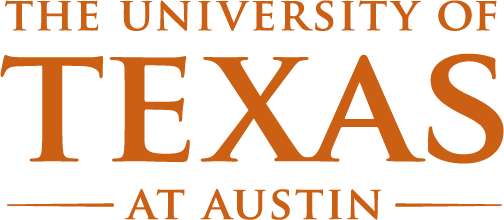 THE UNIVERSITY OF
TEXAS
AT AUSTIN